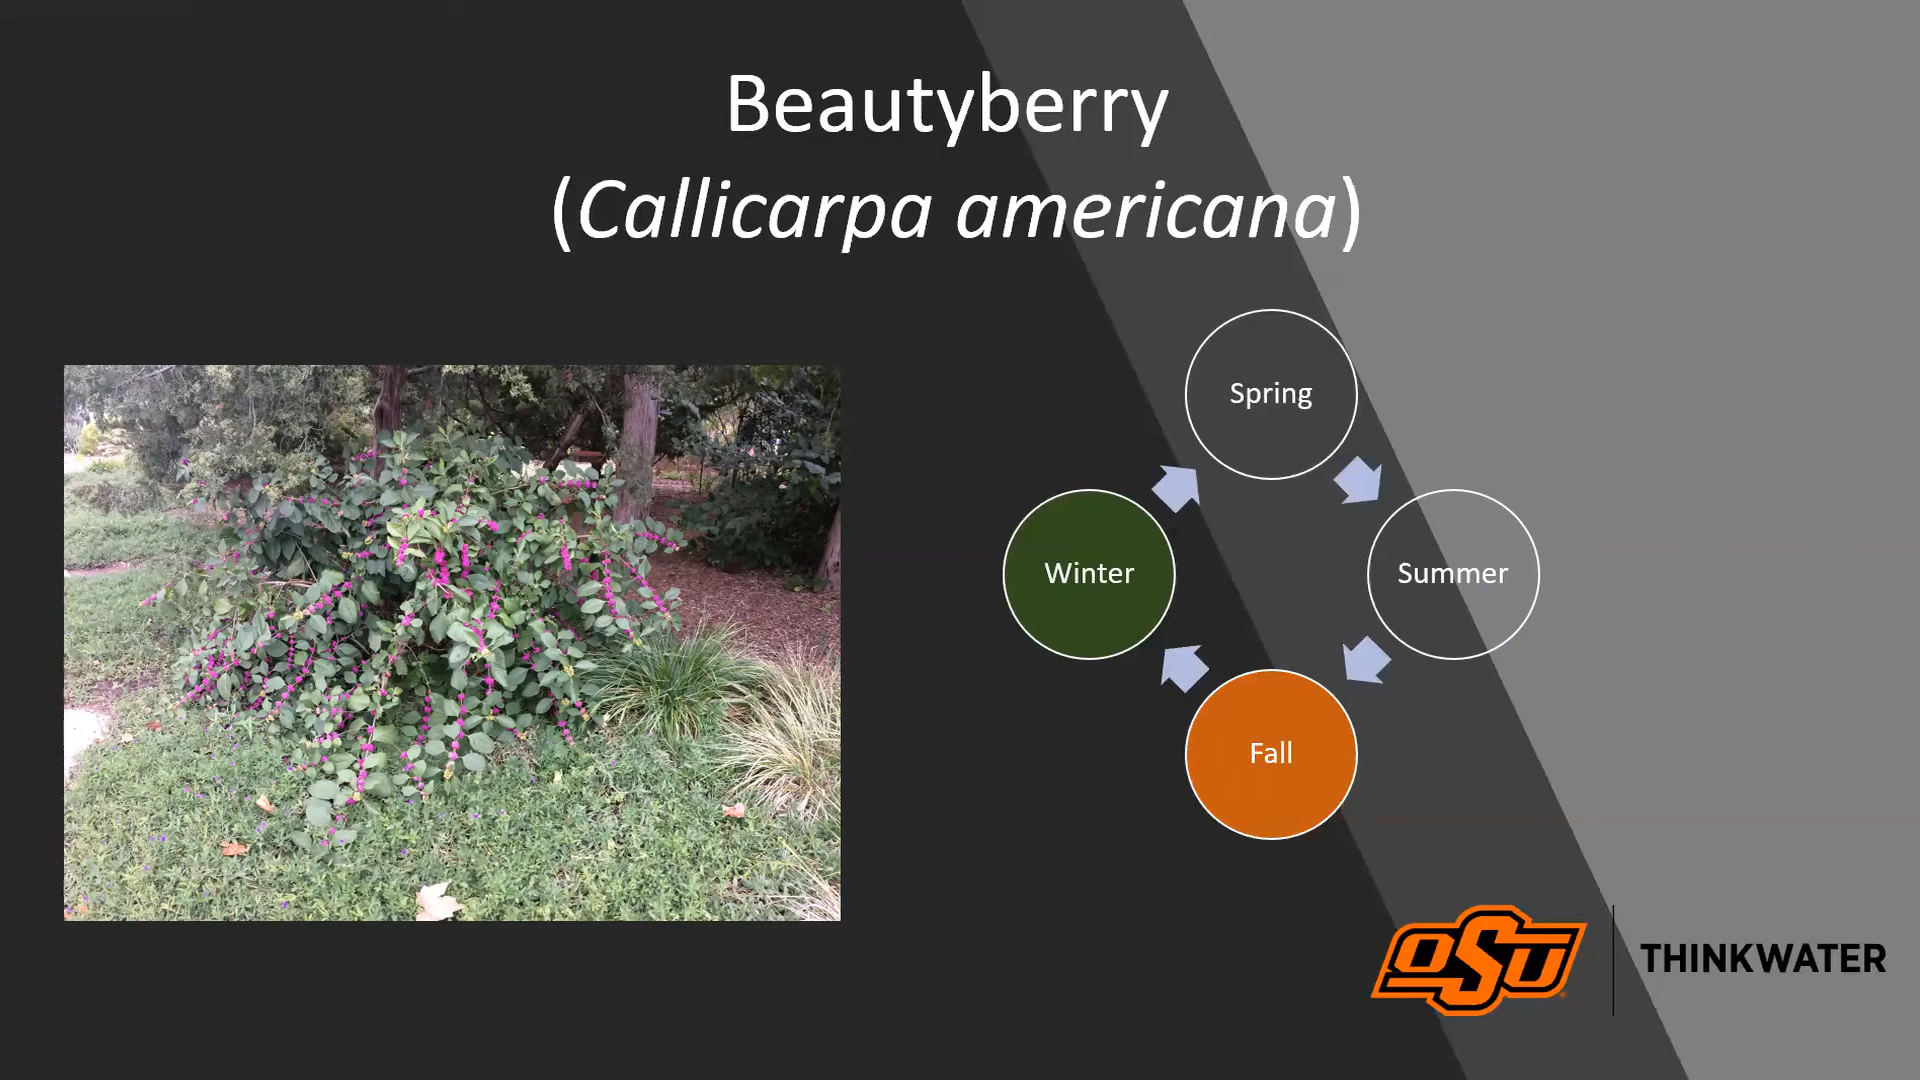 Beautyberry
(Callicarpa americana)
Spring
Winter
Summer
Fall
OSU
THINKWATER